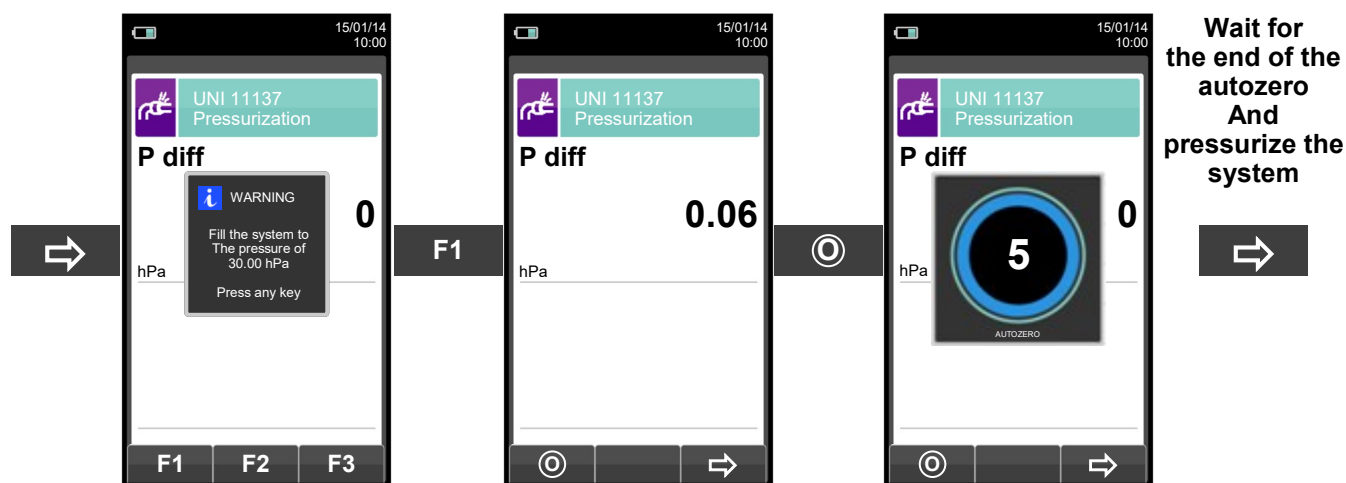 15/01/14
10:00
UNI 11137
Pressurization
P diff
i WARNING
0
Fill the system to
The pressure of
30.00 hPa
hPa
Press any key
F1 F2 F3
F1
15/01/14
10:00
UNI 11137
Pressurization
P diff
0.06
hPa
15/01/14
10:00
UNI 11137
Pressurization
P diff
0
5
hPa
AUTOZERO
Wait for
the end of the
autozero
And
pressurize the
system